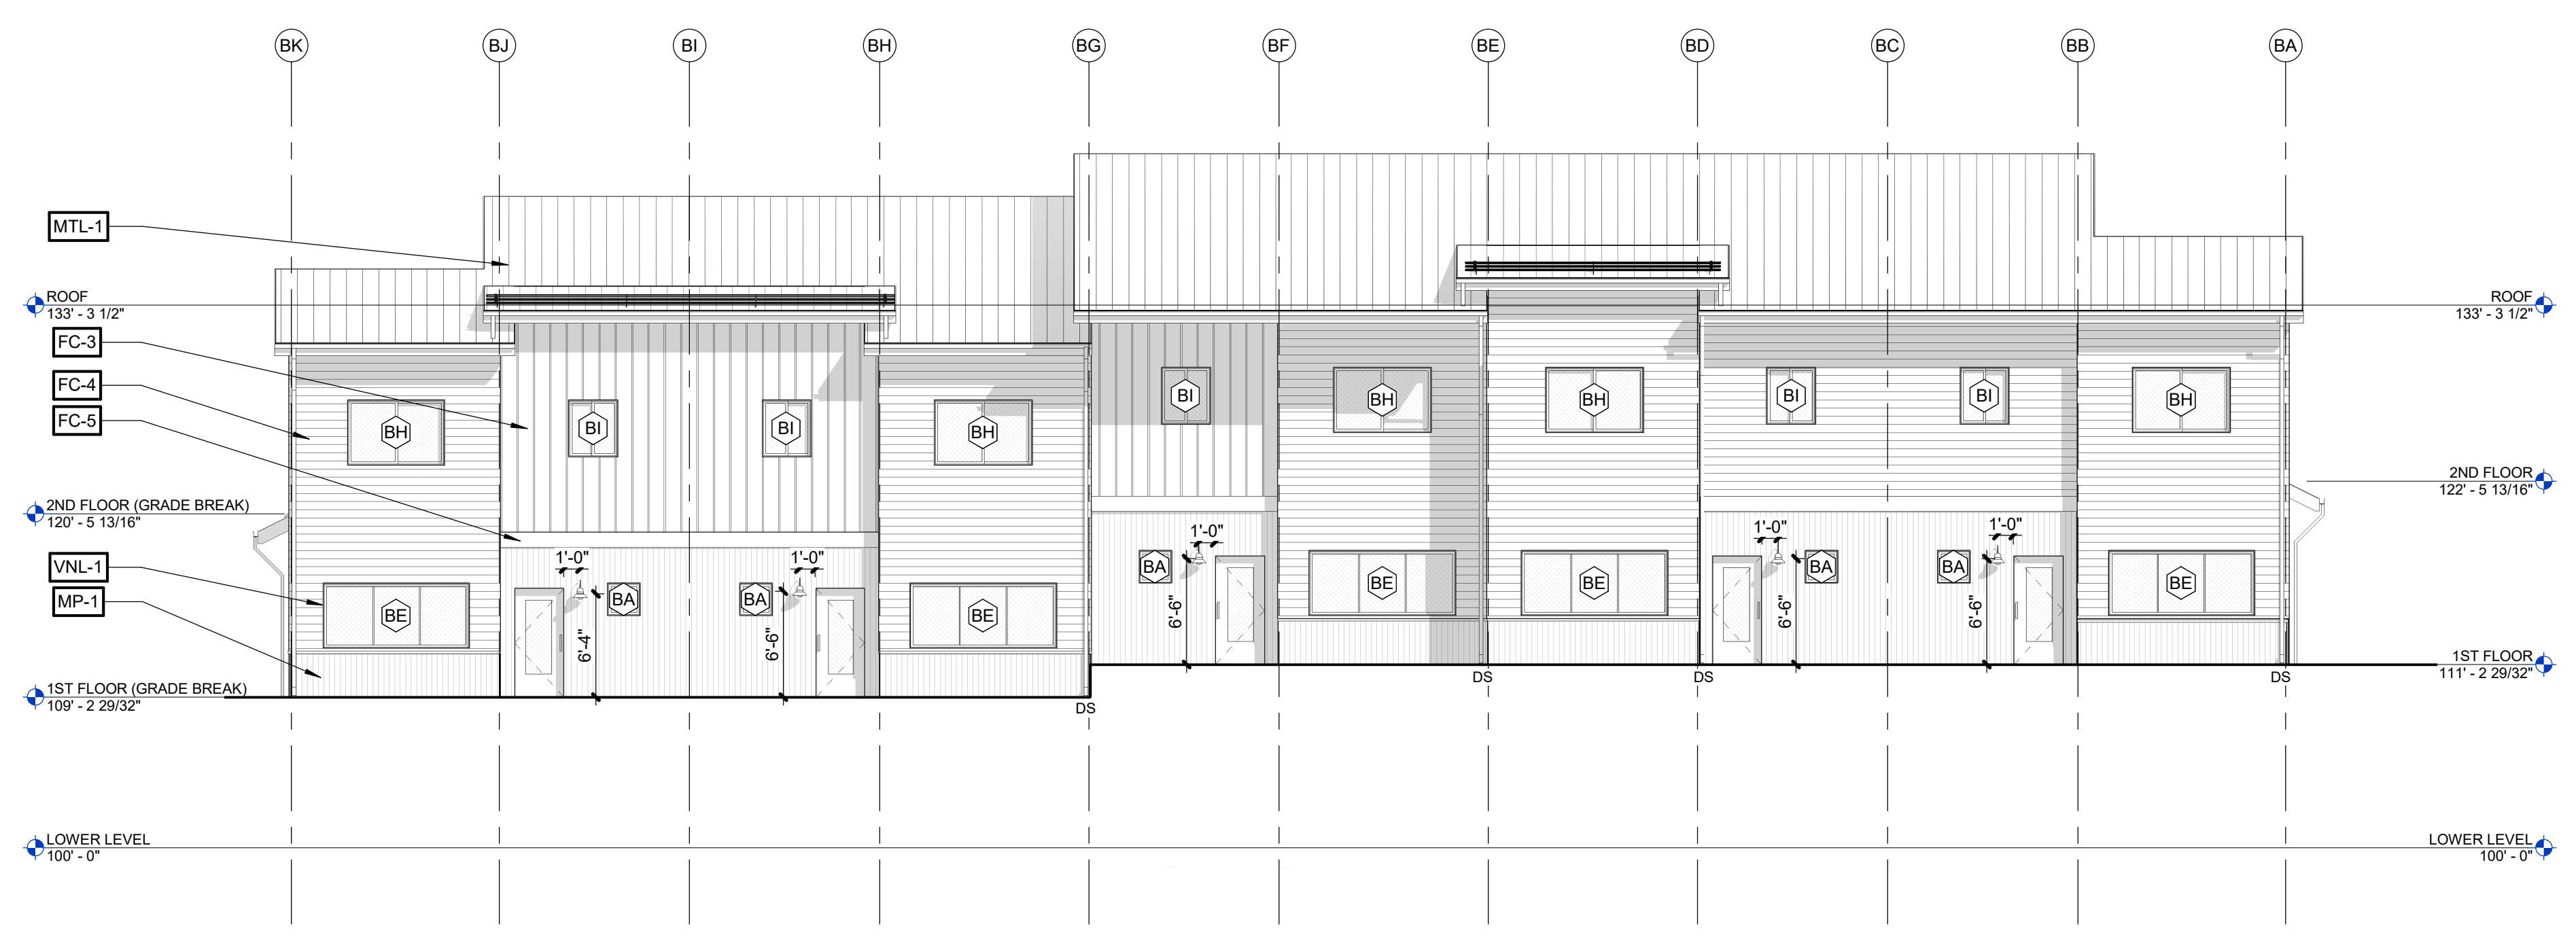 BK BJ BI BH BG BF BE BD BC BB BA
MTL-1
ROOF
133' - 3 1/2"
ROOF
133' - 3 1/2"
FC-3
FC-4
FC-5
BH BI BI BH BI BH BH BI BI BH
2ND FLOOR
122' - 5 13/16"
2ND FLOOR (GRADE BREAK)
120' - 5 13/16"
1'-0" 1'-0" 1'-0" 1'-0" 1'-0"
VNL-1
MP-1
BE BA BA BE BA BE BE BA BA BE
6'-4" 6'-6" 6'-6" 6'-6" 6'-6"
1ST FLOOR
111' - 2 29/32"
DS DS DS
1ST FLOOR (GRADE BREAK)
109' - 2 29/32"
DS
LOWER LEVEL
100' - 0"
LOWER LEVEL
100' - 0"